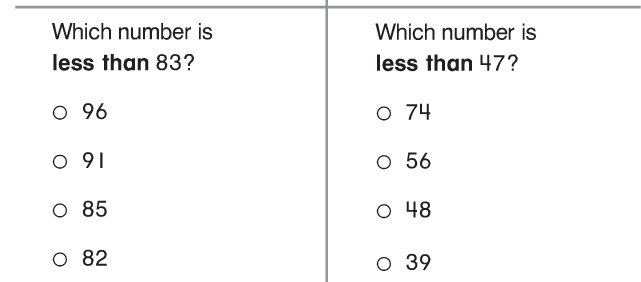 Which number is
less than 83?
○ 96
○ 91
○ 85
○ 82
Which number is
less than 47?
○ 74
○ 56
○ 48
○ 39